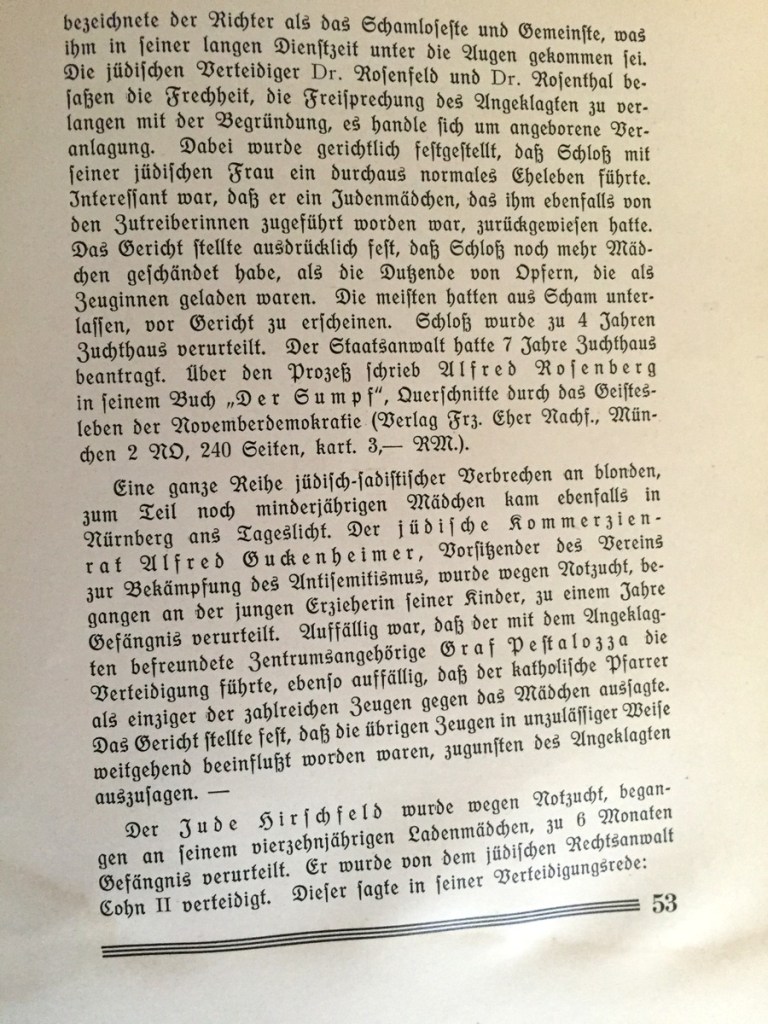 bezeichnete der Richter als das Schamloseste und Gemeinste, was
ihm in seiner langen Dienstzeit unter die Augen gekommen sei.
Die jüdischen Verteidiger Dr. Rosenfeld und Dr. Rosenthal be-
saßen die Frechheit, die Freisprechung des Angeklagten zu ver-
langen mit der Begründung, es handle sich um angeborene Ver-
anlagung. Dabei wurde gerichtlich festgestellt, daß Schloß mit
seiner jüdischen Frau ein durchaus normales Eheleben führte.
Interessant war, daß er ein Judenmädchen, das ihm ebenfalls von
den Zutreiberinnen zugeführt worden war, zurückgewiesen hatte.
Das Gericht stellte ausdrücklich fest, daß Schloß noch mehr Mäd-
chen geschändet habe, als die Dutzende von Opfern, die als
Zeuginnen geladen waren. Die meisten hatten aus Scham unter-
lassen, vor Gericht zu erscheinen. Schloß wurde zu 4 Jahren
Zuchthaus verurteilt. Der Staatsanwalt hatte 7 Jahre Zuchthaus
beantragt. Über den Prozeß schrieb Alfred Rosenberg
in seinem Buch „Der Sumpf“, Querschnitte durch das Geistes-
leben der Novemberdemokratie (Verlag Frz. Eher Nachf., Mün-
chen 2 NO, 240 Seiten, kart. 3,— RM.).
Eine ganze Reihe jüdisch-sadistischer Verbrechen an blonden,
zum Teil noch minderjährigen Mädchen kam ebenfalls in
Nürnberg ans Tageslicht. Der jüdische Kommerzien-
rat Alfred Guckenheimer, Vorsitzender des Vereins
zur Bekämpfung des Antisemitismus, wurde wegen Notzucht, be-
gangen an der jungen Erzieherin seiner Kinder, zu einem Jahre
Gefängnis verurteilt. Auffällig war, daß der mit dem Angeklag-
ten befreundete Zentrumsangehörige Graf Pestalozza die
Verteidigung führte, ebenso auffällig, daß der katholische Pfarrer
als einziger der zahlreichen Zeugen gegen das Mädchen aussagte.
Das Gericht stellte fest, daß die übrigen Zeugen in unzulässiger Weise
weitgehend beeinflußt worden waren, zugunsten des Angeklagten
auszusagen. —
Der Jude Hirschfeld wurde wegen Notzucht, began-
gen an seinem vierzehnjährigen Ladenmädchen, zu 6 Monaten
Gefängnis verurteilt. Er wurde von dem jüdischen Rechtsanwalt
Cohn II verteidigt. Dieser sagte in seiner Verteidigungsrede:
53